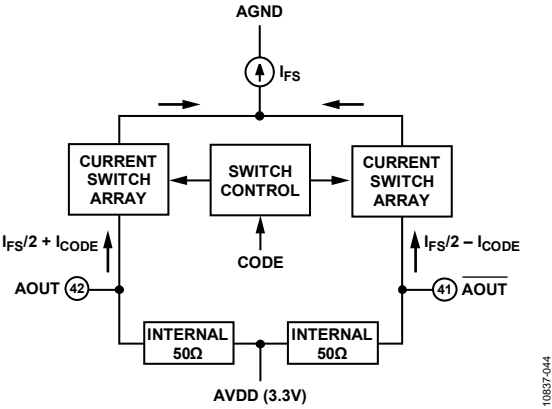 AGND
I_FS
CURRENT
SWITCH
ARRAY
SWITCH
CONTROL
CURRENT
SWITCH
ARRAY
I_FS/2 + I_CODE
I_FS/2 – I_CODE
CODE
AOUT 42
41 A̅O̅U̅T̅
INTERNAL
50Ω
INTERNAL
50Ω
AVDD (3.3V)
10837-044